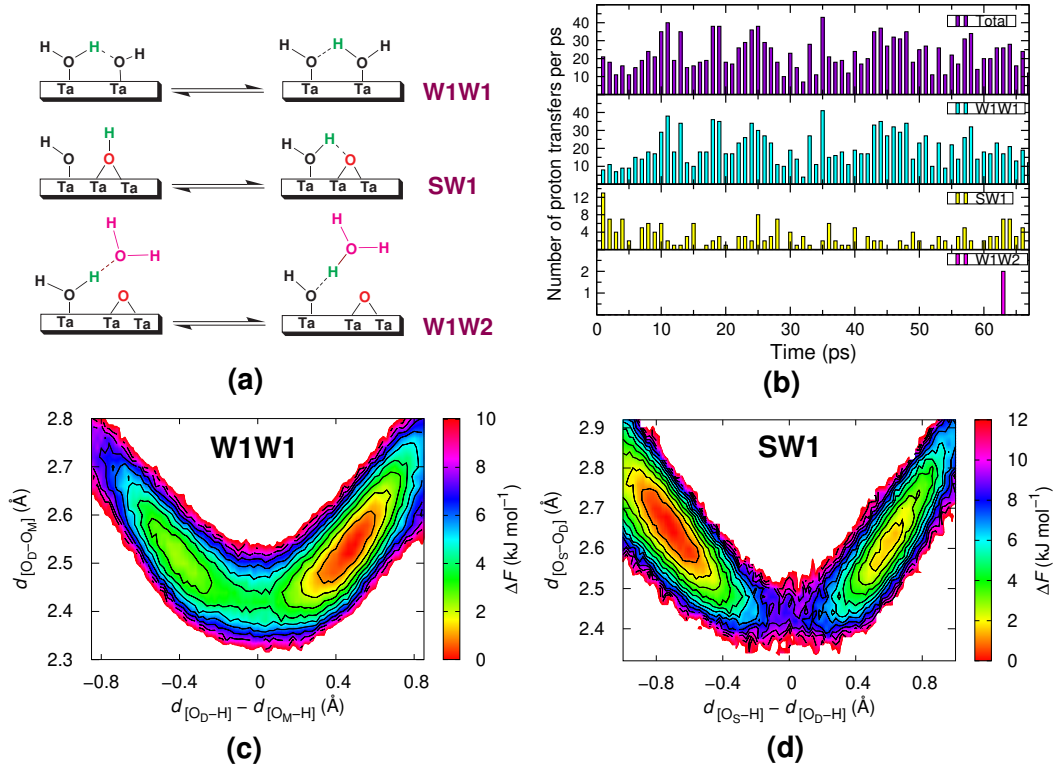 H H H
O O
Ta Ta
H H H
O O
Ta Ta
W1W1
H
H O
O
Ta Ta Ta
H H
O O
Ta Ta Ta
SW1
H
O H
H H
O O
Ta Ta Ta
H
O H
H H
O O
Ta Ta Ta
W1W2
(a)
Number of proton transfers per ps
Total
40
30
20
10
W1W1
40
30
20
10
SW1
12
8
4
W1W2
2
1
0 10 20 30 40 50 60
Time (ps)
(b)
W1W1
2.8
2.7
2.6
2.5
2.4
2.3
d[OD−OM] (Å)
−0.8 −0.4 0 0.4 0.8
d[OD−H] − d[OM−H] (Å)
10
8
6
4
2
0
ΔF (kJ mol−1)
(c)
SW1
2.9
2.8
2.7
2.6
2.5
2.4
d[OS−OD] (Å)
−0.8 −0.4 0 0.4 0.8
d[OS−H] − d[OD−H] (Å)
12
10
8
6
4
2
0
ΔF (kJ mol−1)
(d)